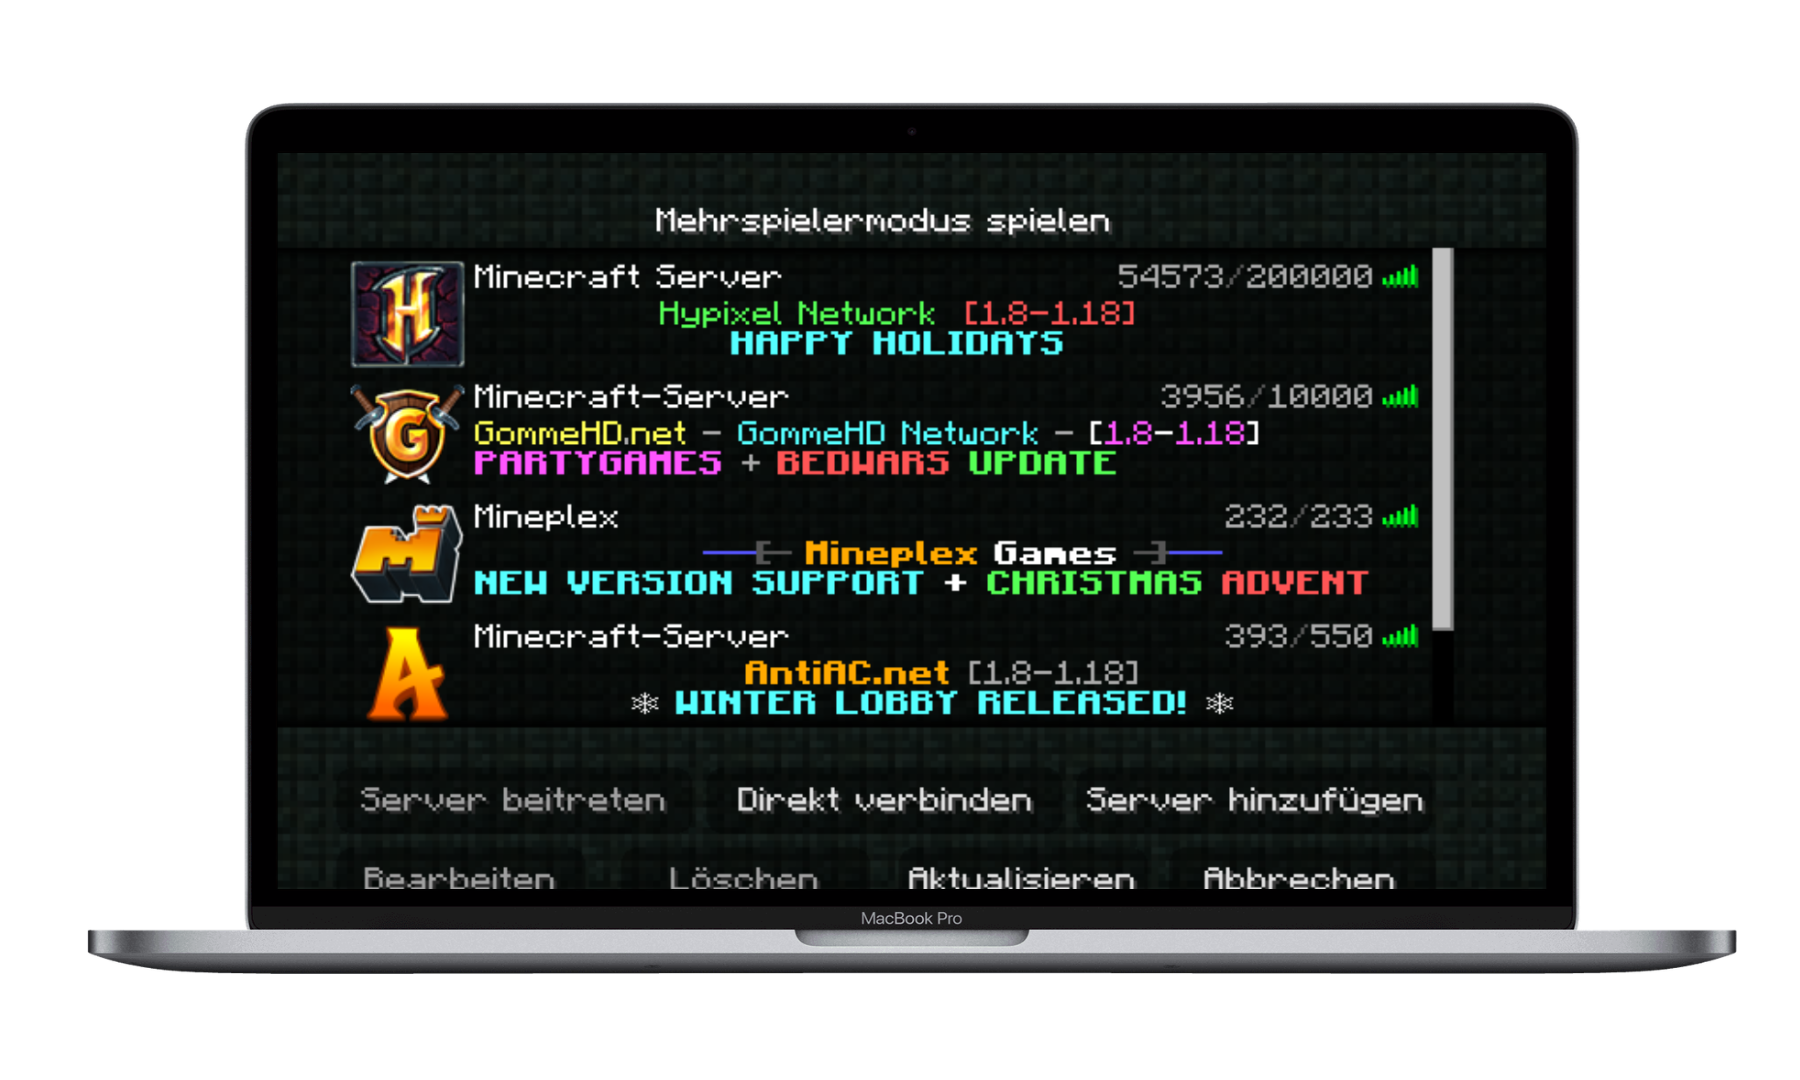 Mehrspielermodus spielen
Minecraft Server 54573/200000
Hypixel Network [1.8-1.18]
HAPPY HOLIDAYS
Minecraft-Server 3956/10000
GommeHD.net - GommeHD Network - [1.8-1.18]
PARTYGAMES + BEDWARS UPDATE
Mineplex 232/233
Mineplex Games
NEW VERSION SUPPORT + CHRISTMAS ADVENT
Minecraft-Server 393/550
AntiAC.net [1.8-1.18]
❄ WINTER LOBBY RELEASED! ❄
Server beitreten Direkt verbinden Server hinzufügen
Bearbeiten Löschen Aktualisieren Abbrechen
MacBook Pro